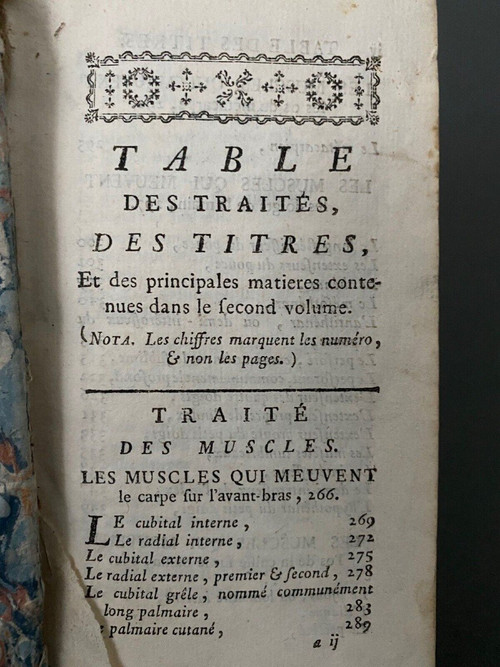 TABLE
DES TRAITÉS,
DES TITRES,
Et des principales matieres conte-
nues dans le ſecond volume.
(NOTA. Les chiffres marquent les numéro,
& non les pages. )
TRAITÉ
DES MUSCLES.
LES MUSCLES QUI MEUVENT
le carpe ſur l'avant-bras, 266.
LE cubital interne, 269
Le radial interne, 272
Le cubital externe, 275
Le radial externe, premier & ſecond, 278
Le cubital grêle, nommé communément
long palmaire, 283
palmaire cutané, 289
a ij